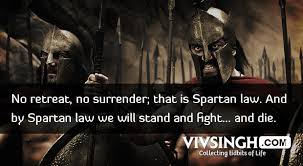 No retreat, no surrender; that is Spartan law. And
by Spartan law we will stand and fight... and die.
VIVSINGH.COM
Collecting tidbits of Life